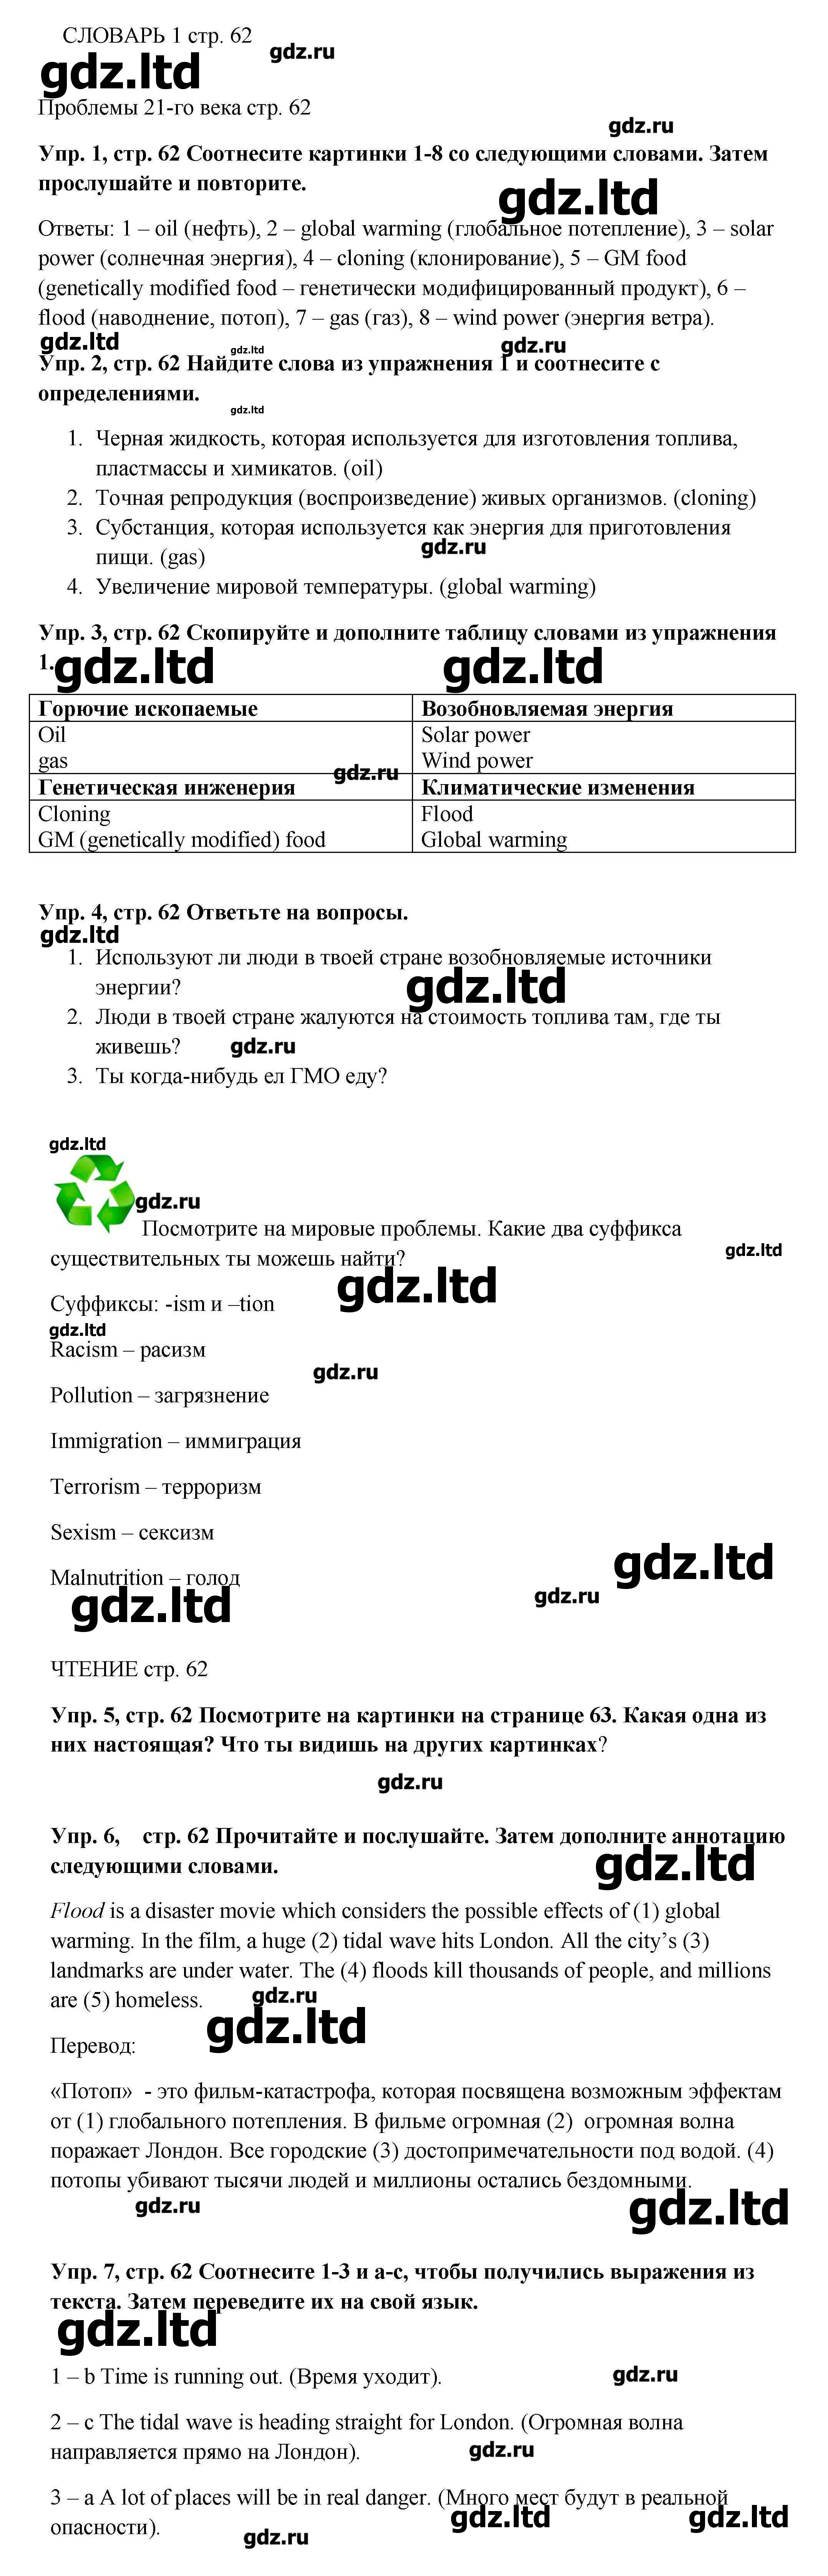 СЛОВАРЬ 1 стр. 62
gdz.ru
gdz.ltd
Проблемы 21-го века стр. 62
gdz.ru
Упр. 1, стр. 62 Соотнесите картинки 1-8 со следующими словами. Затем
прослушайте и повторите.
gdz.ltd
Ответы: 1 – oil (нефть), 2 – global warming (глобальное потепление), 3 – solar
power (солнечная энергия), 4 – cloning (клонирование), 5 – GM food
(genetically modified food – генетически модифицированный продукт), 6 –
flood (наводнение, потоп), 7 – gas (газ), 8 – wind power (энергия ветра).
gdz.ltd
gdz.ltd
gdz.ru
Упр. 2, стр. 62 Найдите слова из упражнения 1 и соотнесите с
определениями.
gdz.ltd
1. Черная жидкость, которая используется для изготовления топлива,
пластмассы и химикатов. (oil)
2. Точная репродукция (воспроизведение) живых организмов. (cloning)
3. Субстанция, которая используется как энергия для приготовления
пищи. (gas)
gdz.ru
4. Увеличение мировой температуры. (global warming)
Упр. 3, стр. 62 Скопируйте и дополните таблицу словами из упражнения
1.
gdz.ltd
gdz.ltd
Горючие ископаемые
Возобновляемая энергия
Oil
Solar power
gas
Wind power
gdz.ru
Генетическая инженерия
Климатические изменения
Cloning
Flood
GM (genetically modified) food
Global warming
Упр. 4, стр. 62 Ответьте на вопросы.
gdz.ltd
1. Используют ли люди в твоей стране возобновляемые источники
энергии?
gdz.ltd
2. Люди в твоей стране жалуются на стоимость топлива там, где ты
живешь?
gdz.ru
3. Ты когда-нибудь ел ГМО еду?
gdz.ltd
gdz.ru
Посмотрите на мировые проблемы. Какие два суффикса
существительных ты можешь найти?
gdz.ltd
gdz.ltd
Суффиксы: -ism и –tion
gdz.ltd
Racism – расизм
gdz.ru
Pollution – загрязнение
Immigration – иммиграция
Terrorism – терроризм
Sexism – сексизм
gdz.ltd
Malnutrition – голод
gdz.ru
gdz.ltd
ЧТЕНИЕ стр. 62
Упр. 5, стр. 62 Посмотрите на картинки на странице 63. Какая одна из
них настоящая? Что ты видишь на других картинках?
gdz.ru
Упр. 6, стр. 62 Прочитайте и послушайте. Затем дополните аннотацию
следующими словами.
gdz.ltd
Flood is a disaster movie which considers the possible effects of (1) global
warming. In the film, a huge (2) tidal wave hits London. All the city’s (3)
landmarks are under water. The (4) floods kill thousands of people, and millions
are (5) homeless.
gdz.ru
gdz.ltd
Перевод:
«Потоп» - это фильм-катастрофа, которая посвящена возможным эффектам
от (1) глобального потепления. В фильме огромная (2) огромная волна
поражает Лондон. Все городские (3) достопримечательности под водой. (4)
потопы убивают тысячи людей и миллионы остались бездомными.
gdz.ru
gdz.ltd
Упр. 7, стр. 62 Соотнесите 1-3 и a-c, чтобы получились выражения из
текста. Затем переведите их на свой язык.
gdz.ltd
1 – b Time is running out. (Время уходит).
gdz.ru
2 – c The tidal wave is heading straight for London. (Огромная волна
направляется прямо на Лондон).
gdz.ru
3 – a A lot of places will be in real danger. (Много мест будут в реальной
опасности).
gdz.ltd
gdz.ltd
gdz.ru